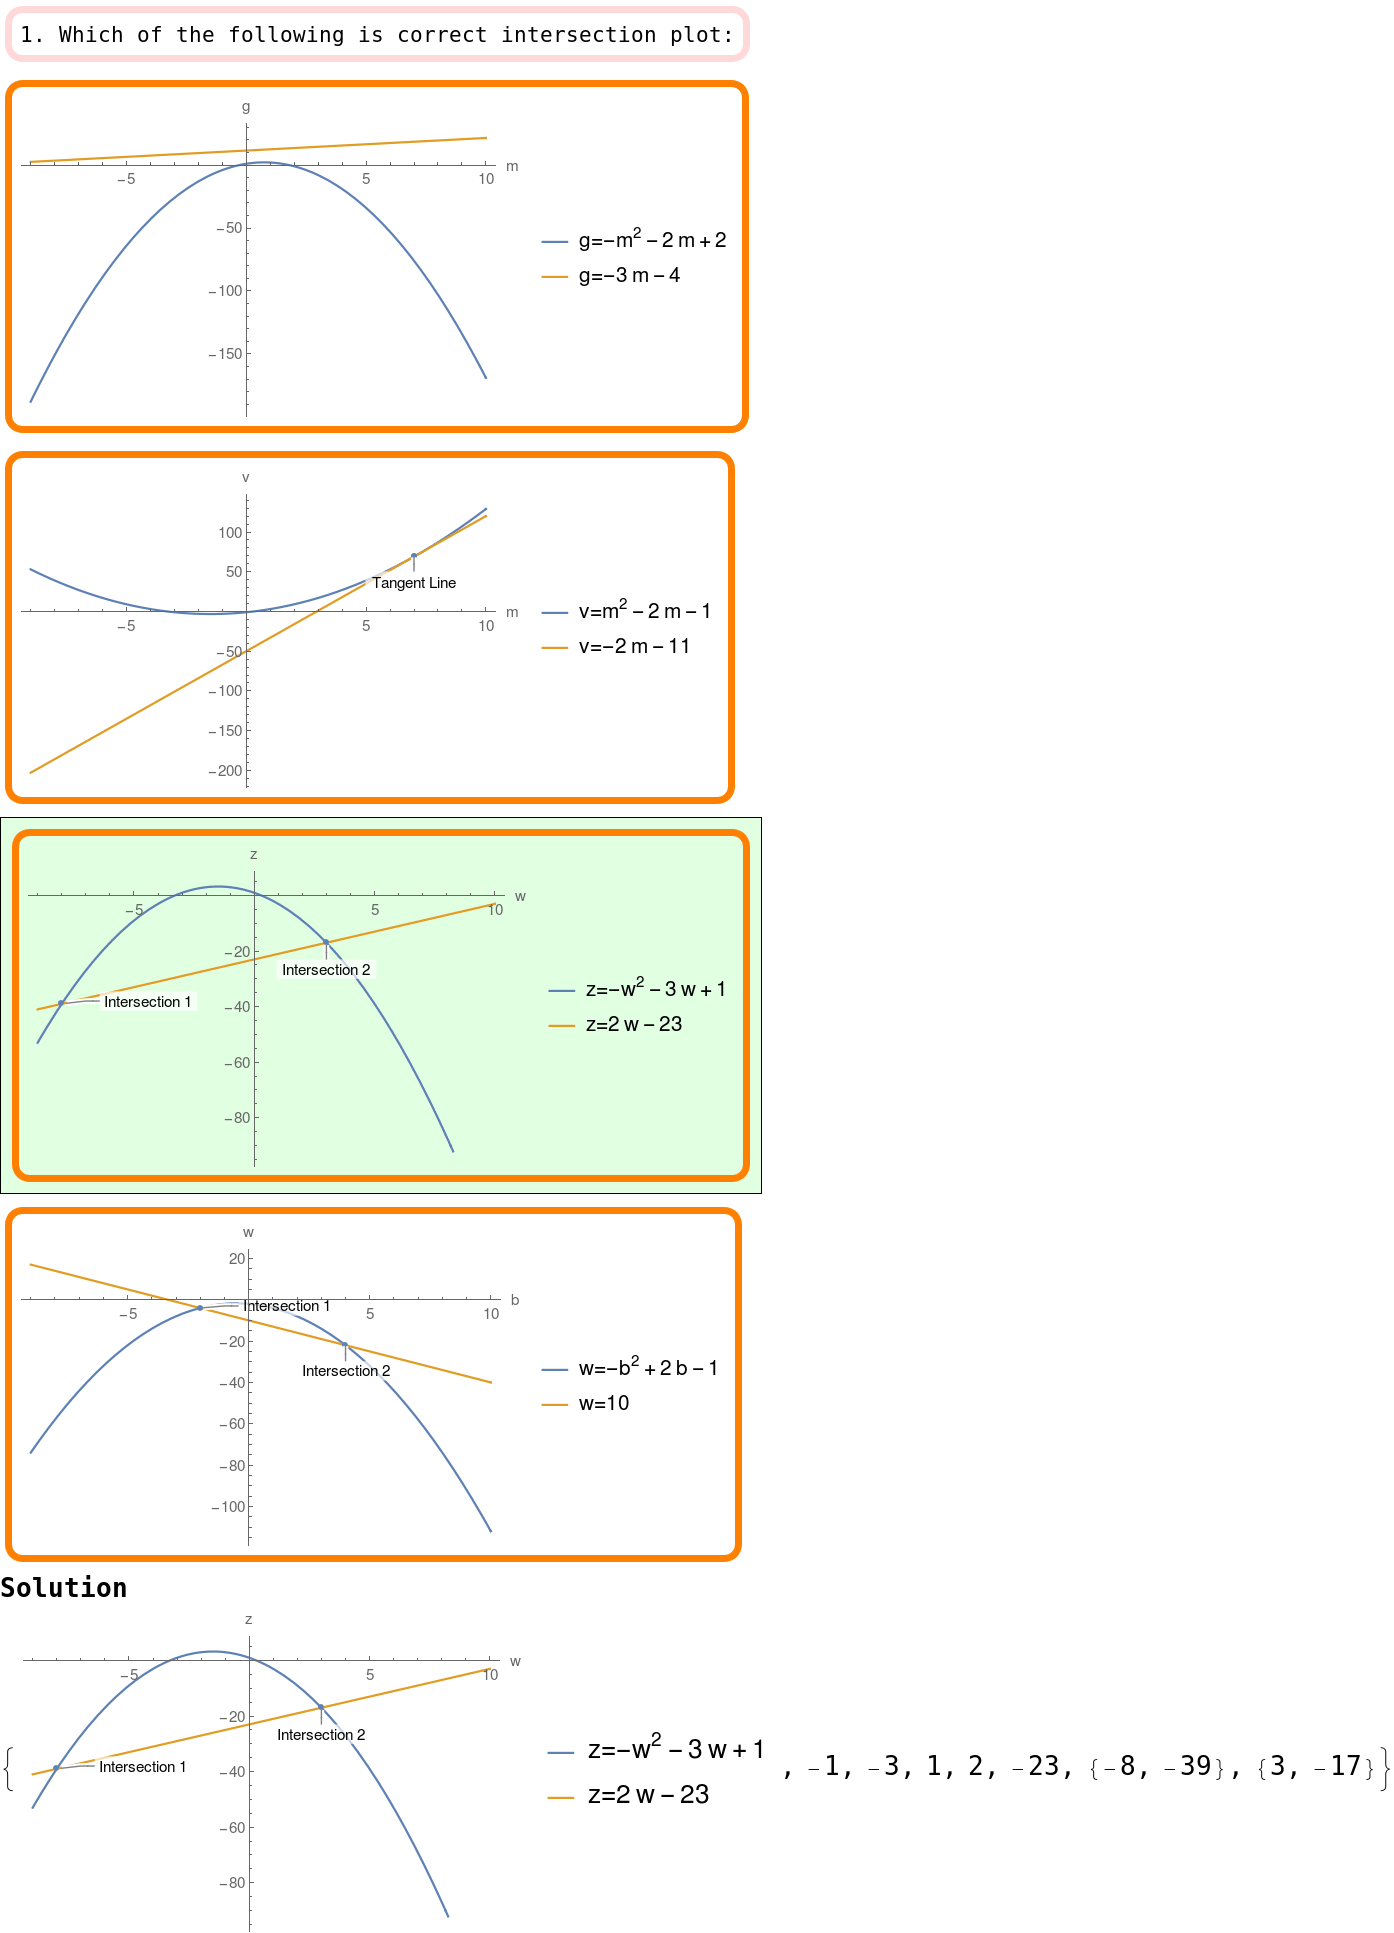 1. Which of the following is correct intersection plot:
g
m
−5 5 10
−50
−100
−150
g=−m² − 2 m + 2
g=−3 m − 4
v
100
50
m
−5 5 10
−50
−100
−150
−200
Tangent Line
v=m² − 2 m − 1
v=−2 m − 11
z
w
−5 5 10
−20
Intersection 2
Intersection 1
−40
−60
−80
z=−w² − 3 w + 1
z=2 w − 23
w
20
b
Intersection 1
−5 5 10
−20
Intersection 2
−40
−60
−80
−100
w=−b² + 2 b − 1
w=10
Solution
z
w
−5 5 10
−20
Intersection 2
Intersection 1
−40
−60
−80
z=−w² − 3 w + 1
z=2 w − 23
{ , −1, −3, 1, 2, −23, {−8, −39}, {3, −17}}